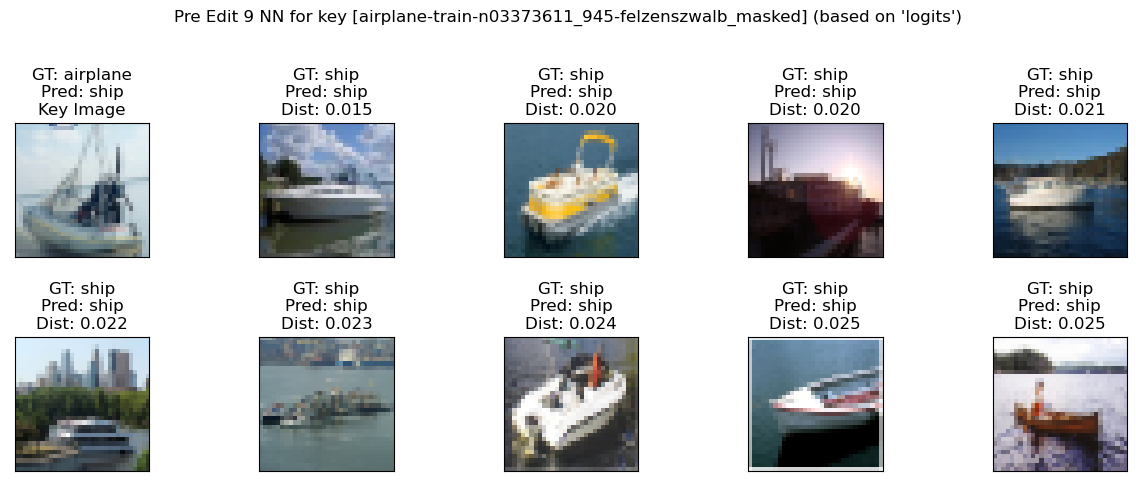 Pre Edit 9 NN for key [airplane-train-n03373611_945-felzenszwalb_masked] (based on 'logits')
GT: airplane
Pred: ship
Key Image
GT: ship
Pred: ship
Dist: 0.015
GT: ship
Pred: ship
Dist: 0.020
GT: ship
Pred: ship
Dist: 0.020
GT: ship
Pred: ship
Dist: 0.021
GT: ship
Pred: ship
Dist: 0.022
GT: ship
Pred: ship
Dist: 0.023
GT: ship
Pred: ship
Dist: 0.024
GT: ship
Pred: ship
Dist: 0.025
GT: ship
Pred: ship
Dist: 0.025